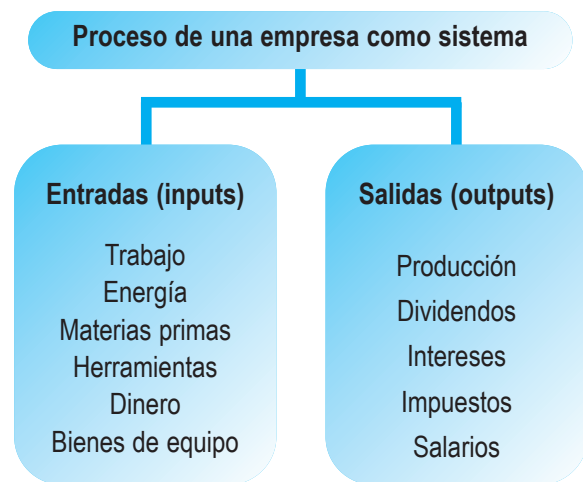 Proceso de una empresa como sistema
Entradas (inputs)
Trabajo
Energía
Materias primas
Herramientas
Dinero
Bienes de equipo
Salidas (outputs)
Producción
Dividendos
Intereses
Impuestos
Salarios